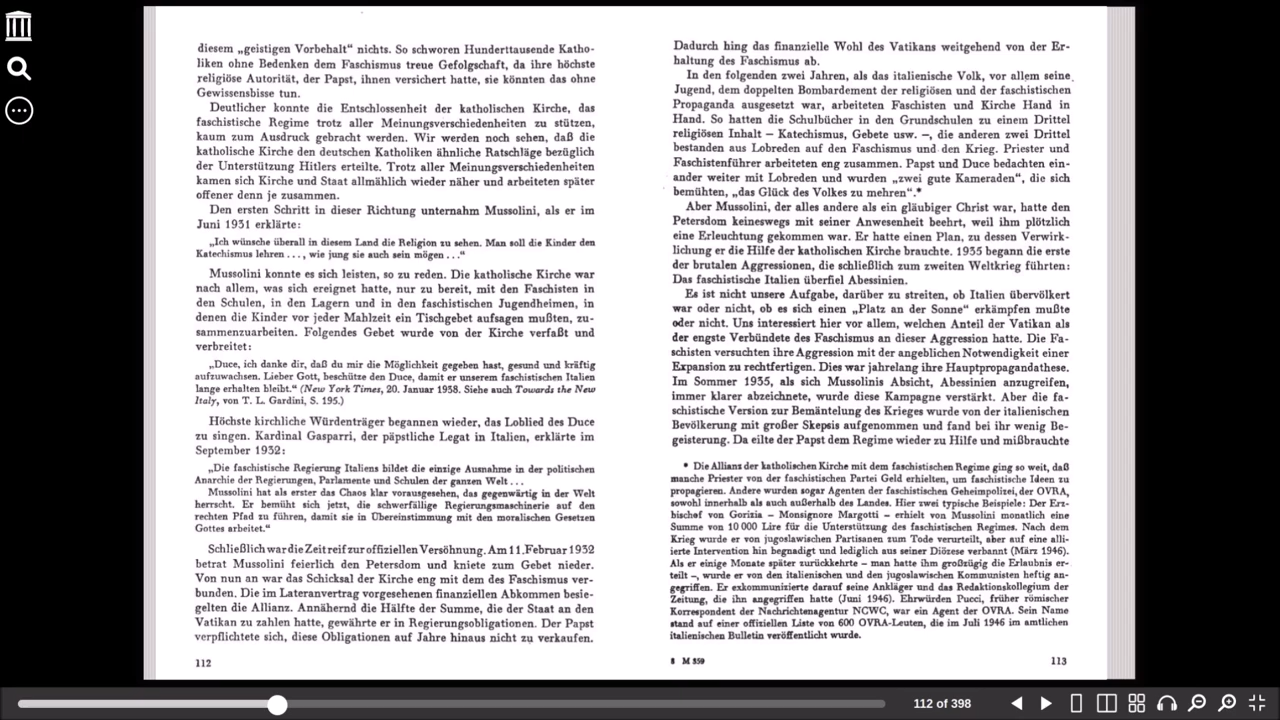 diesem „geistigen Vorbehalt“ nichts. So schworen Hunderttausende Katho-
liken ohne Bedenken dem Faschismus treue Gefolgschaft, da ihre höchste
religiöse Autorität, der Papst, ihnen versichert hatte, sie könnten das ohne
Gewissensbisse tun.
Deutlicher konnte die Entschlossenheit der katholischen Kirche, das
faschistische Regime trotz aller Meinungsverschiedenheiten zu stützen,
kaum zum Ausdruck gebracht werden. Wir werden noch sehen, daß die
katholische Kirche den deutschen Katholiken ähnliche Ratschläge bezüglich
der Unterstützung Hitlers erteilte. Trotz aller Meinungsverschiedenheiten
kamen sich Kirche und Staat allmählich wieder näher und arbeiteten später
offener denn je zusammen.
Den ersten Schritt in dieser Richtung unternahm Mussolini, als er im
Juni 1931 erklärte:
„Ich wünsche überall in diesem Land die Religion zu sehen. Man soll die Kinder den
Katechismus lehren . . ., wie jung sie auch sein mögen . . .“
Mussolini konnte es sich leisten, so zu reden. Die katholische Kirche war
nach allem, was sich ereignet hatte, nur zu bereit, mit den Faschisten in
den Schulen, in den Lagern und in den faschistischen Jugendheimen, in
denen die Kinder vor jeder Mahlzeit ein Tischgebet aufsagen mußten, zu-
sammenzuarbeiten. Folgendes Gebet wurde von der Kirche verfaßt und
verbreitet:
„Duce, ich danke dir, daß du mir die Möglichkeit gegeben hast, gesund und kräftig
aufzuwachsen. Lieber Gott, beschütze den Duce, damit er unserem faschistischen Italien
lange erhalten bleibt.“ (New York Times, 20. Januar 1938. Siehe auch Towards the New
Italy, von T. L. Gardini, S. 195.)
Höchste kirchliche Würdenträger begannen wieder, das Loblied des Duce
zu singen. Kardinal Gasparri, der päpstliche Legat in Italien, erklärte im
September 1932:
„Die faschistische Regierung Italiens bildet die einzige Ausnahme in der politischen
Anarchie der Regierungen, Parlamente und Schulen der ganzen Welt . . .
Mussolini hat als erster das Chaos klar vorausgesehen, das gegenwärtig in der Welt
herrscht. Er bemüht sich jetzt, die schwerfällige Regierungsmaschinerie auf den
rechten Pfad zu führen, damit sie in Übereinstimmung mit den moralischen Gesetzen
Gottes arbeitet.“
Schließlich war die Zeit reif zur offiziellen Versöhnung. Am 11. Februar 1932
betrat Mussolini feierlich den Petersdom und kniete zum Gebet nieder.
Von nun an war das Schicksal der Kirche eng mit dem des Faschismus ver-
bunden. Die im Lateranvertrag vorgesehenen finanziellen Abkommen besie-
gelten die Allianz. Annähernd die Hälfte der Summe, die der Staat an den
Vatikan zu zahlen hatte, gewährte er in Regierungsobligationen. Der Papst
verpflichtete sich, diese Obligationen auf Jahre hinaus nicht zu verkaufen.
112
Dadurch hing das finanzielle Wohl des Vatikans weitgehend von der Er-
haltung des Faschismus ab.
In den folgenden zwei Jahren, als das italienische Volk, vor allem seine
Jugend, dem doppelten Bombardement der religiösen und der faschistischen
Propaganda ausgesetzt war, arbeiteten Faschisten und Kirche Hand in
Hand. So hatten die Schulbücher in den Grundschulen zu einem Drittel
religiösen Inhalt – Katechismus, Gebete usw. –, die anderen zwei Drittel
bestanden aus Lobreden auf den Faschismus und den Krieg. Priester und
Faschistenführer arbeiteten eng zusammen. Papst und Duce bedachten ein-
ander weiter mit Lobreden und wurden „zwei gute Kameraden“, die sich
bemühten, „das Glück des Volkes zu mehren“.*
Aber Mussolini, der alles andere als ein gläubiger Christ war, hatte den
Petersdom keineswegs mit seiner Anwesenheit beehrt, weil ihm plötzlich
eine Erleuchtung gekommen war. Er hatte einen Plan, zu dessen Verwirk-
lichung er die Hilfe der katholischen Kirche brauchte. 1935 begann die erste
der brutalen Aggressionen, die schließlich zum zweiten Weltkrieg führten:
Das faschistische Italien überfiel Abessinien.
Es ist nicht unsere Aufgabe, darüber zu streiten, ob Italien übervölkert
war oder nicht, ob es sich einen „Platz an der Sonne“ erkämpfen mußte
oder nicht. Uns interessiert hier vor allem, welchen Anteil der Vatikan als
der engste Verbündete des Faschismus an dieser Aggression hatte. Die Fa-
schisten versuchten ihre Aggression mit der angeblichen Notwendigkeit einer
Expansion zu rechtfertigen. Dies war jahrelang ihre Hauptpropagandathese.
Im Sommer 1935, als sich Mussolinis Absicht, Abessinien anzugreifen,
immer klarer abzeichnete, wurde diese Kampagne verstärkt. Aber die fa-
schistische Version zur Bemäntelung des Krieges wurde von der italienischen
Bevölkerung mit großer Skepsis aufgenommen und fand bei ihr wenig Be-
geisterung. Da eilte der Papst dem Regime wieder zu Hilfe und mißbrauchte
* Die Allianz der katholischen Kirche mit dem faschistischen Regime ging so weit, daß
manche Priester von der faschistischen Partei Geld erhielten, um faschistische Ideen zu
propagieren. Andere wurden sogar Agenten der faschistischen Geheimpolizei, der OVRA,
sowohl innerhalb als auch außerhalb des Landes. Hier zwei typische Beispiele: Der Erz-
bischof von Gorizia – Monsignore Margotti – erhielt von Mussolini monatlich eine
Summe von 10 000 Lire für die Unterstützung des faschistischen Regimes. Nach dem
Krieg wurde er von jugoslawischen Partisanen zum Tode verurteilt, aber auf eine alli-
ierte Intervention hin begnadigt und lediglich aus seiner Diözese verbannt (März 1946).
Als er einige Monate später zurückkehrte – man hatte ihm großzügig die Erlaubnis er-
teilt –, wurde er von den italienischen und den jugoslawischen Kommunisten heftig an-
gegriffen. Er exkommunizierte darauf seine Ankläger und das Redaktionskollegium der
Zeitung, die ihn angegriffen hatte (Juni 1946). Ehrwürden Pucci, früher römischer
Korrespondent der Nachrichtenagentur NCWC, war ein Agent der OVRA. Sein Name
stand auf einer offiziellen Liste von 600 OVRA-Leuten, die im Juli 1946 im amtlichen
italienischen Bulletin veröffentlicht wurde.
8 M 359
113
112 of 398